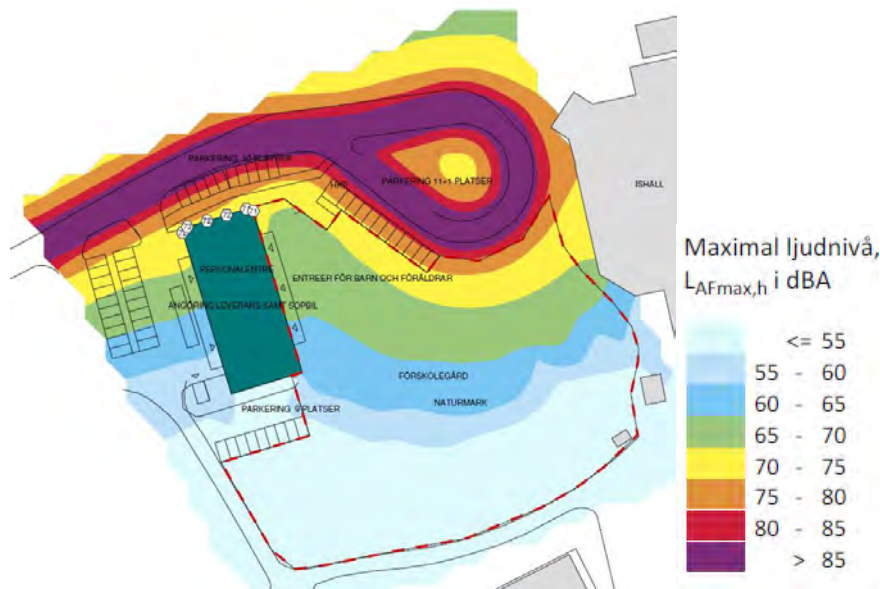 PARKERING 11+1 PLATSER
ISHALL
PERSONALENTRE
ENTREER FÖR BARN OCH FÖRÄLDRAR
ANGÖRING LEVERANS SAMT SOPBIL
FÖRSKOLEGÅRD
NATURMARK
PARKERING 9 PLATSER
Maximal ljudnivå,
LAFmax,h i dBA
<= 55
55 - 60
60 - 65
65 - 70
70 - 75
75 - 80
80 - 85
> 85